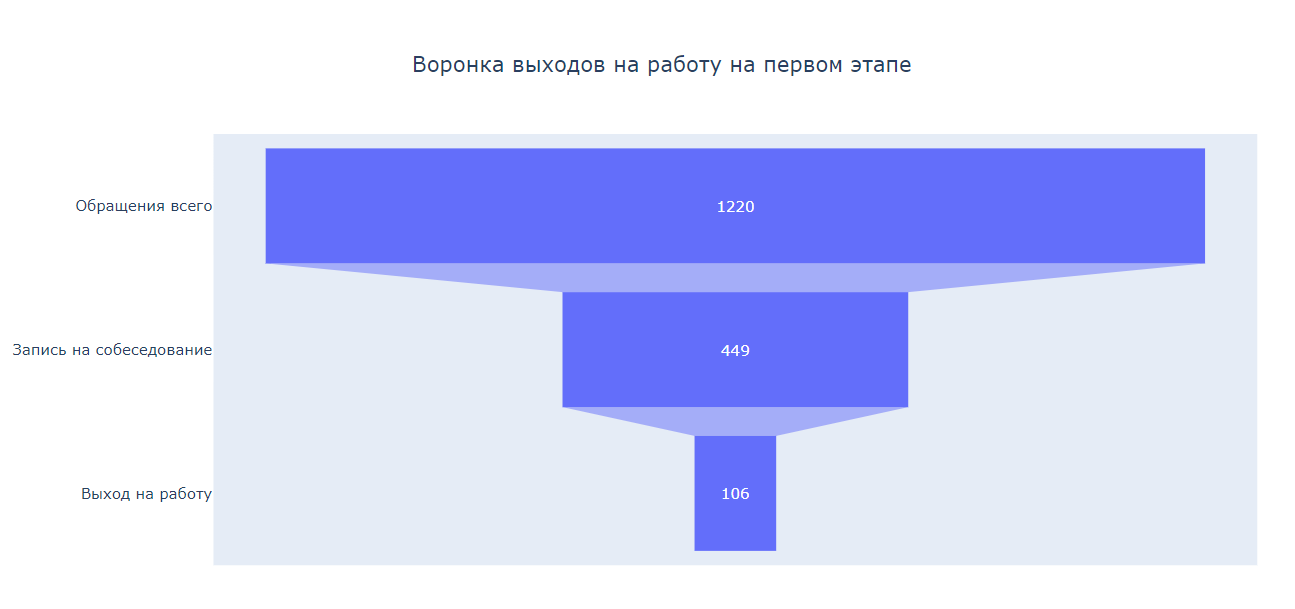 Воронка выходов на работу на первом этапе
Обращения всего
1220
Запись на собеседование
449
Выход на работу
106